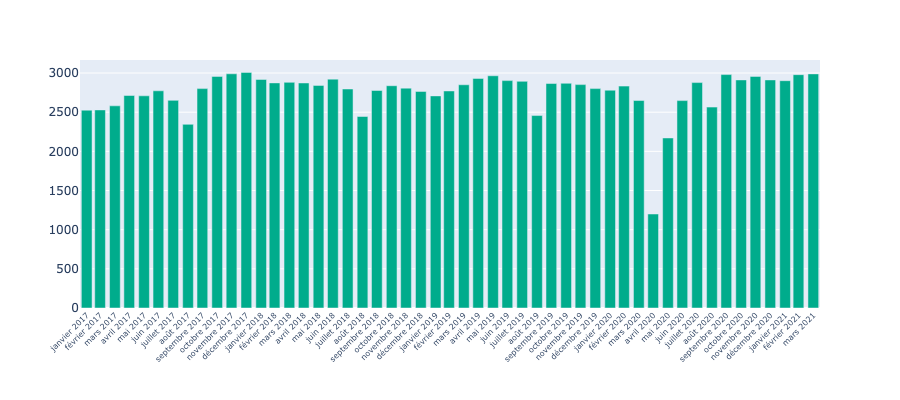 3000
2500
2000
1500
1000
500
0
janvier 2017
février 2017
mars 2017
avril 2017
mai 2017
juin 2017
juillet 2017
août 2017
septembre 2017
octobre 2017
novembre 2017
décembre 2017
janvier 2018
février 2018
mars 2018
avril 2018
mai 2018
juin 2018
juillet 2018
août 2018
septembre 2018
octobre 2018
novembre 2018
décembre 2018
janvier 2019
février 2019
mars 2019
avril 2019
mai 2019
juin 2019
juillet 2019
août 2019
septembre 2019
octobre 2019
novembre 2019
décembre 2019
janvier 2020
février 2020
mars 2020
avril 2020
mai 2020
juin 2020
juillet 2020
août 2020
septembre 2020
octobre 2020
novembre 2020
décembre 2020
janvier 2021
février 2021
mars 2021